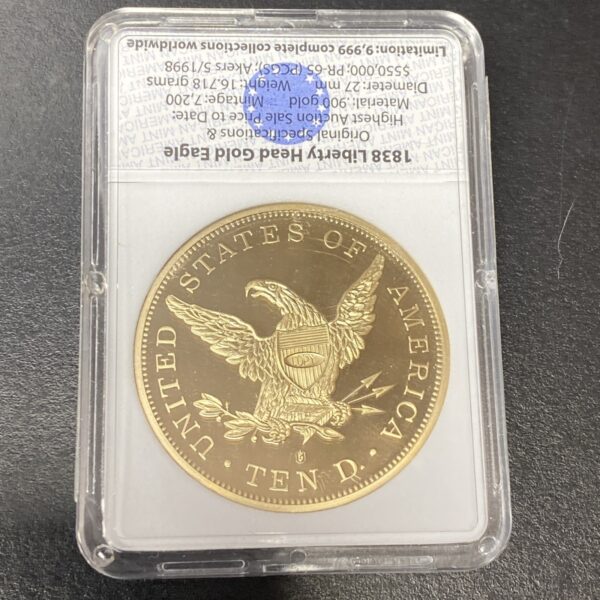 1838 Liberty Head Gold Eagle
Original Specifications &
Highest Auction Sale Price to Date:
Material: .900 gold Mintage: 7,200
Diameter: 27 mm Weight: 16.718 grams
$550,000; PR-65 (PCGS); Akers 5/1998
Limitation: 9,999 complete collections worldwide
UNITED STATES OF AMERICA
TEN D.